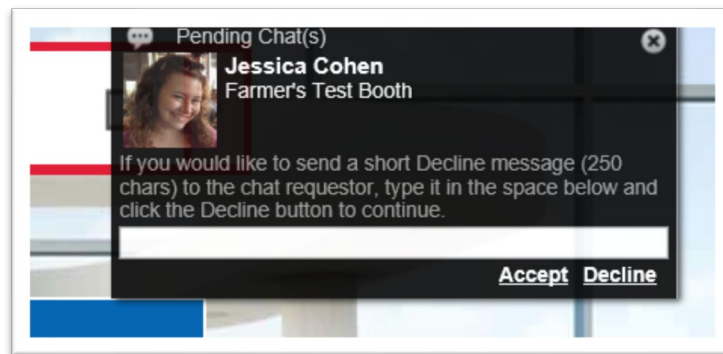 Pending Chat(s)
Jessica Cohen
Farmer's Test Booth
If you would like to send a short Decline message (250
chars) to the chat requestor, type it in the space below and
click the Decline button to continue.
Accept Decline